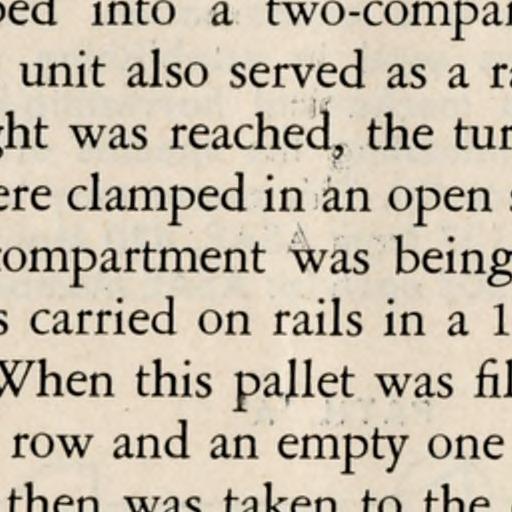 ped into a two-compar
unit also served as a ra
ght was reached, the tur
ere clamped in an open s
compartment was being
s carried on rails in a 1
When this pallet was fil
row and an empty one
then was taken to the